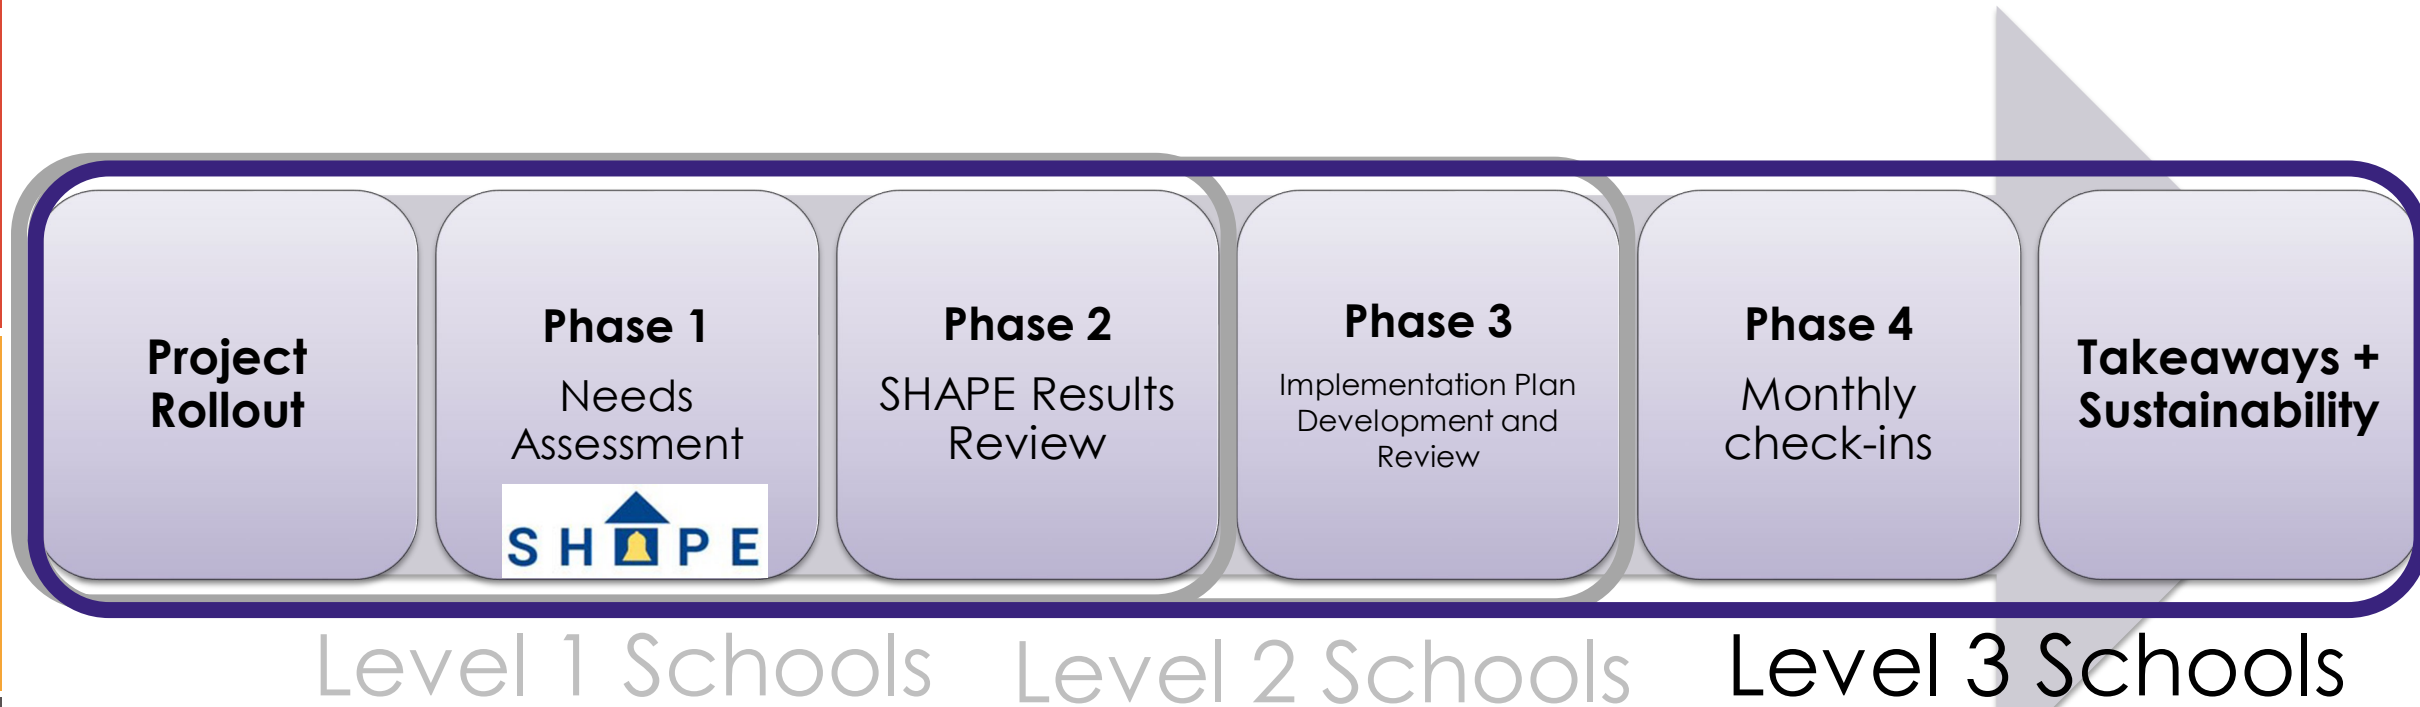 Project
Rollout
Phase 1
Needs
Assessment
SHAPE
Phase 2
SHAPE Results
Review
Phase 3
Implementation Plan
Development and
Review
Phase 4
Monthly
check-ins
Takeaways +
Sustainability
Level 1 Schools
Level 2 Schools
Level 3 Schools